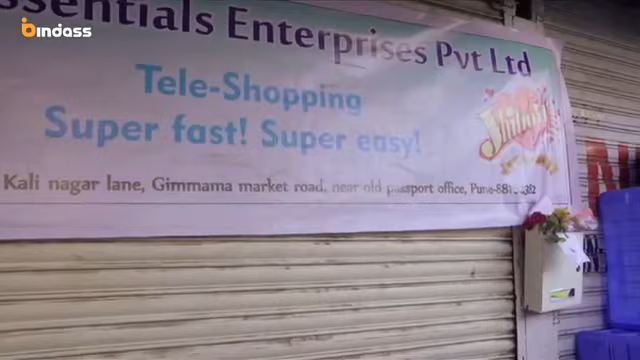 bindass
ssentials Enterprises Pvt Ltd
Tele-Shopping
Super fast! Super easy!
Kali nagar lane, Gimmama market road, near old passport office, Pune-